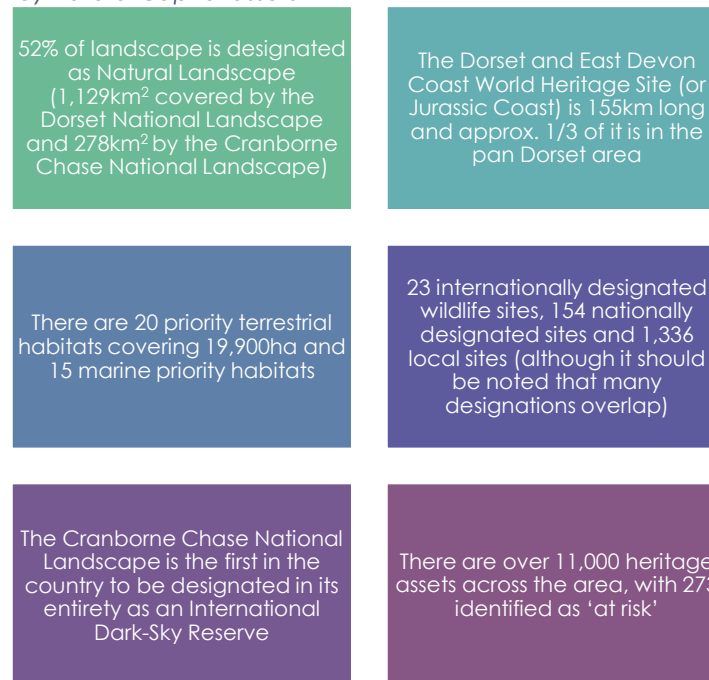 52% of landscape is designated
as Natural Landscape
(1,129km² covered by the
Dorset National Landscape
and 278km² by the Cranborne
Chase National Landscape)
The Dorset and East Devon
Coast World Heritage Site (or
Jurassic Coast) is 155km long
and approx. 1/3 of it is in the
pan Dorset area
There are 20 priority terrestrial
habitats covering 19,900ha and
15 marine priority habitats
23 internationally designated
wildlife sites, 154 nationally
designated sites and 1,336
local sites (although it should
be noted that many
designations overlap)
The Cranborne Chase National
Landscape is the first in the
country to be designated in its
entirety as an International
Dark-Sky Reserve
There are over 11,000 heritage
assets across the area, with 273
identified as ‘at risk’